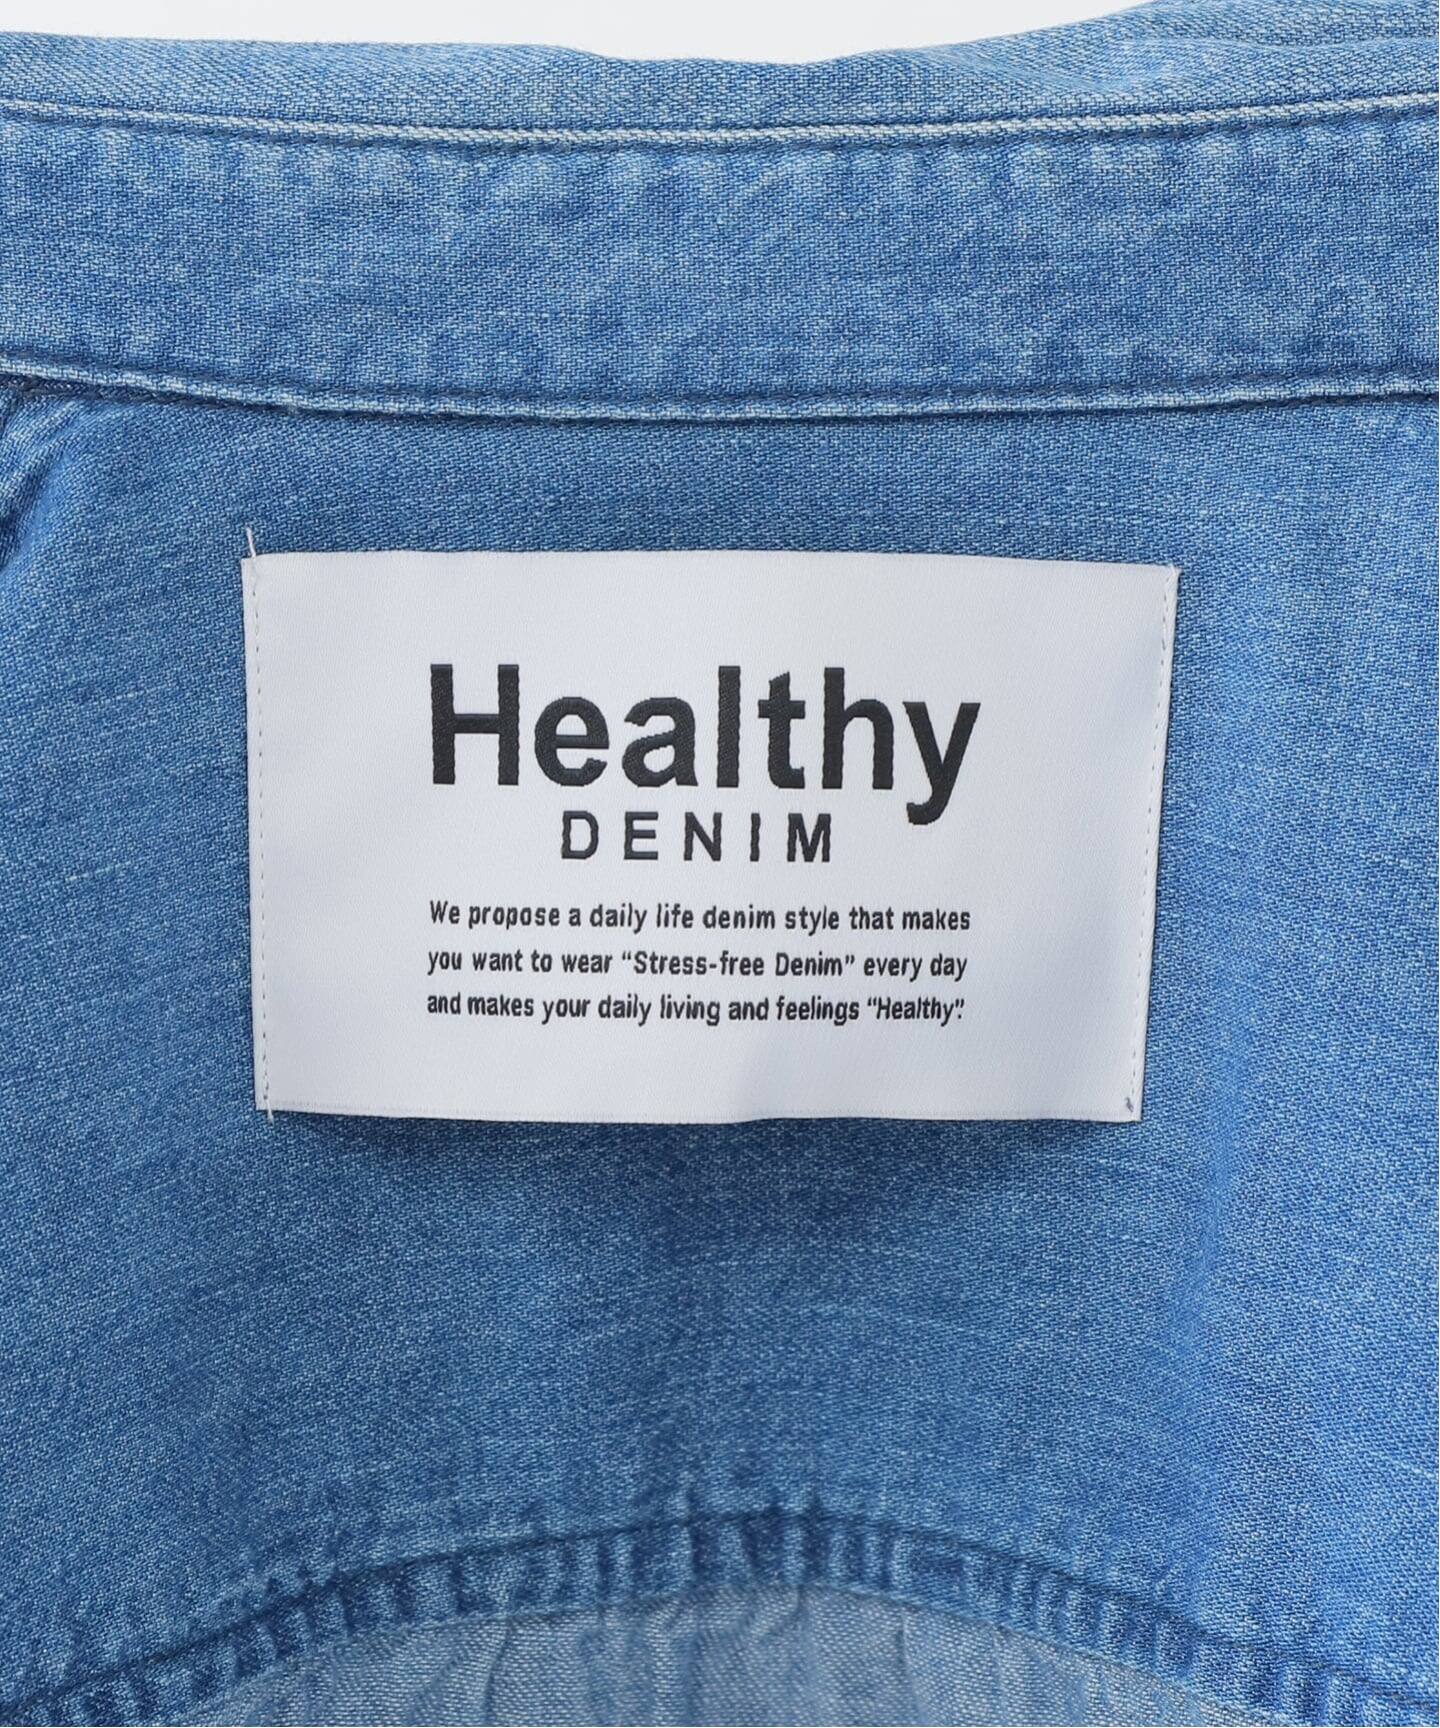 Healthy
DENIM
We propose a daily life denim style that makes
you want to wear “Stress-free Denim” every day
and makes your daily living and feelings “Healthy”.